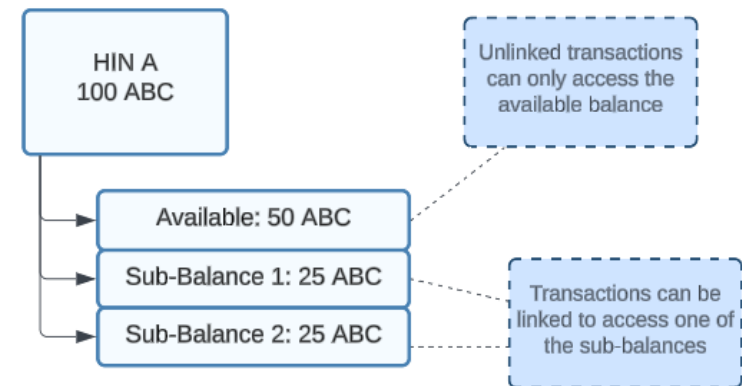 HIN A
100 ABC
Unlinked transactions
can only access the
available balance
Available: 50 ABC
Sub-Balance 1: 25 ABC
Sub-Balance 2: 25 ABC
Transactions can be
linked to access one of
the sub-balances